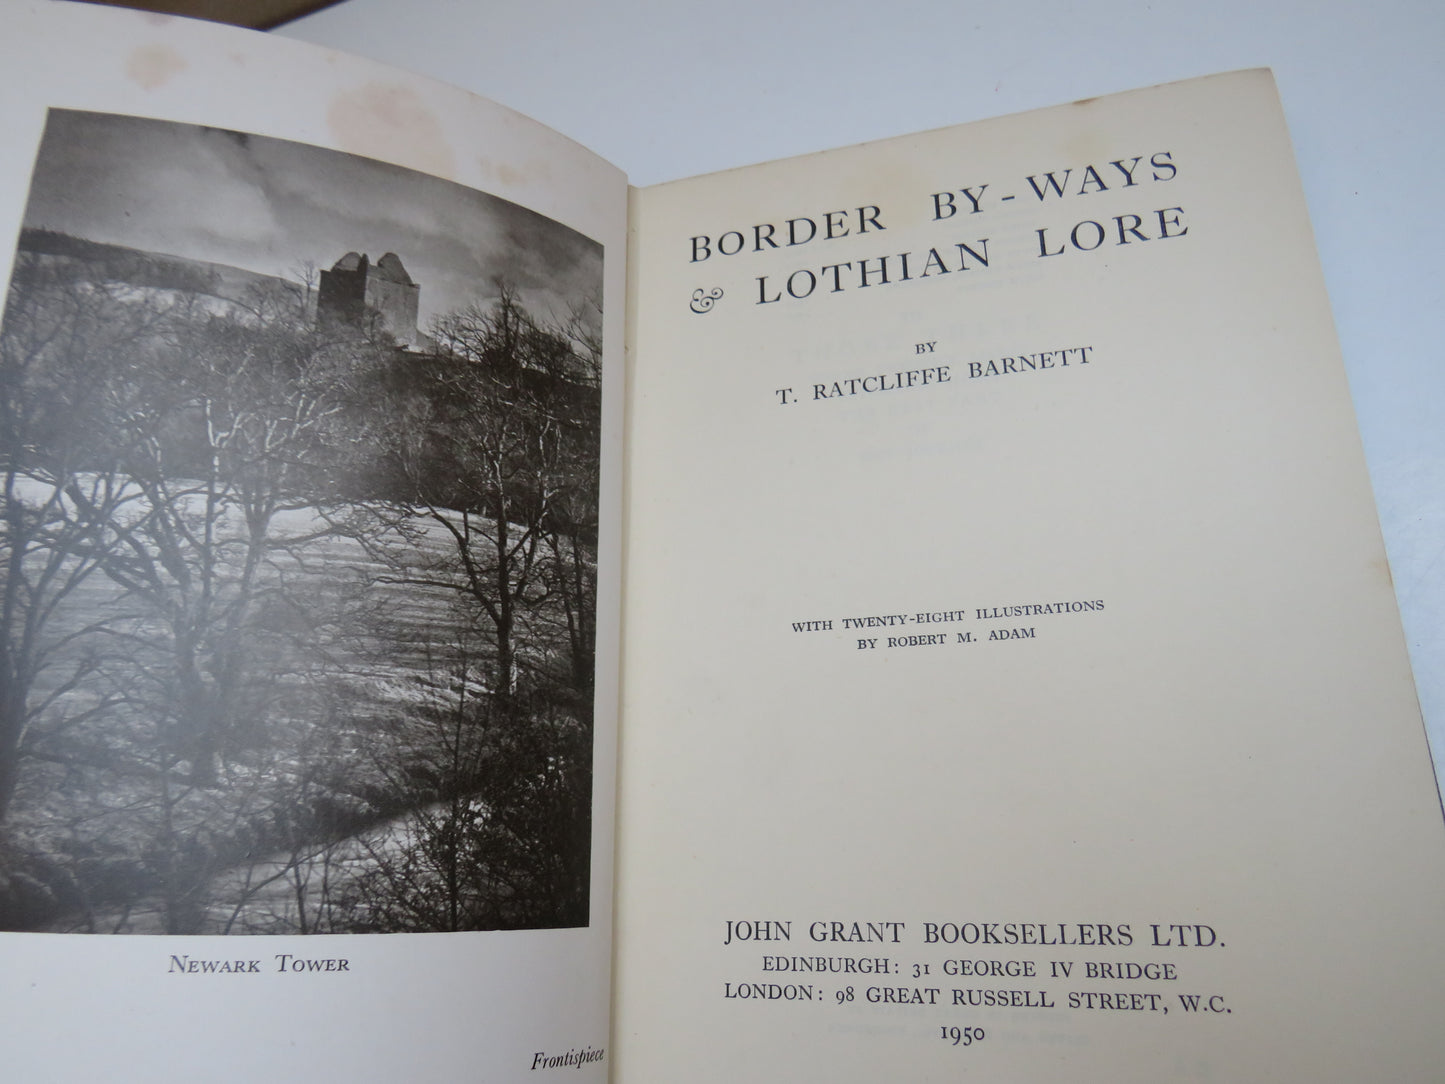 NEWARK TOWER
Frontispiece
BORDER BY-WAYS
& LOTHIAN LORE
BY
T. RATCLIFFE BARNETT
WITH TWENTY-EIGHT ILLUSTRATIONS
BY ROBERT M. ADAM
JOHN GRANT BOOKSELLERS LTD.
EDINBURGH: 31 GEORGE IV BRIDGE
LONDON: 98 GREAT RUSSELL STREET, W.C.
1950